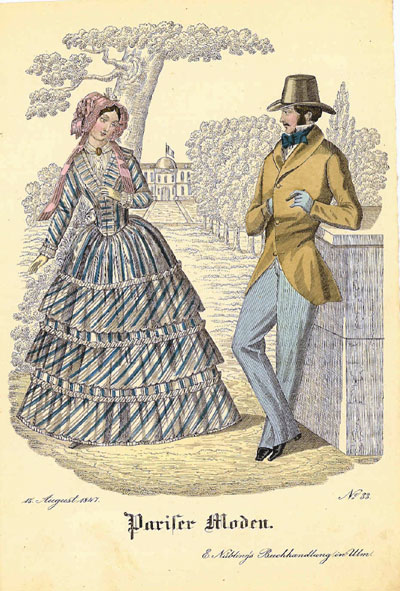 15. August 1847.
Nº 33.
Pariser Moden.
E. Nübling's Buchhandlung in Ulm.